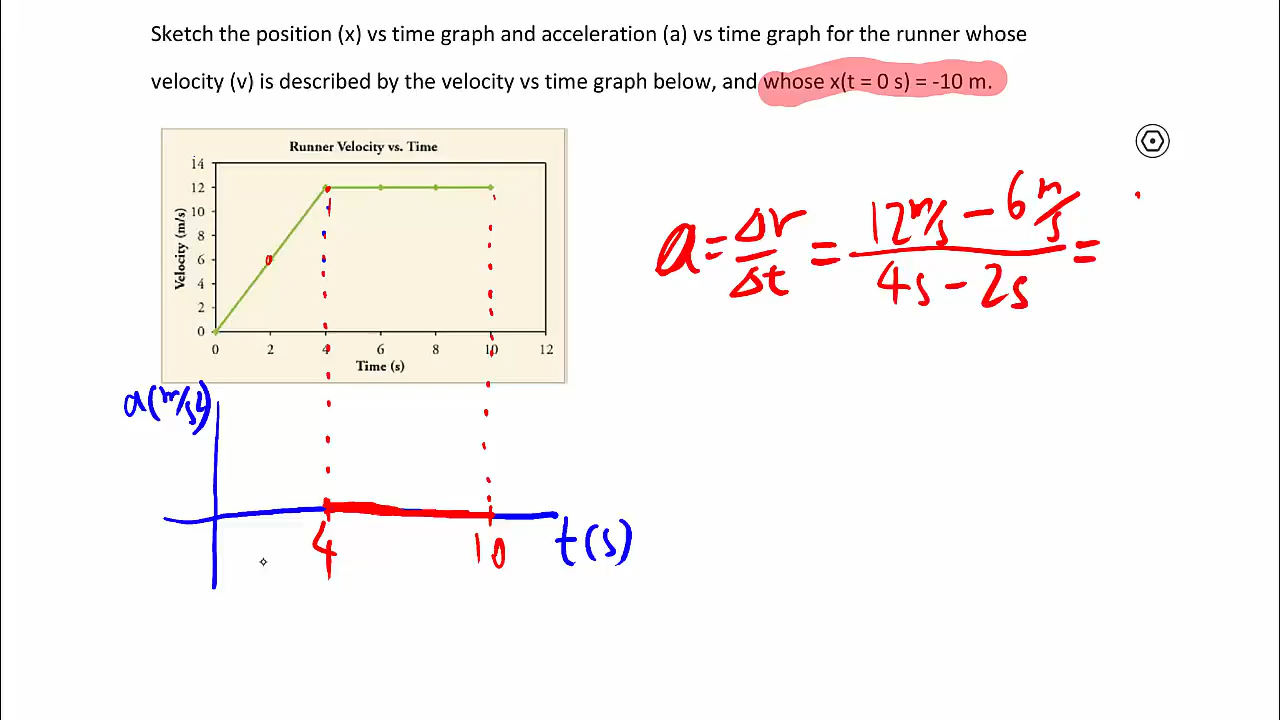 Sketch the position (x) vs time graph and acceleration (a) vs time graph for the runner whose
velocity (v) is described by the velocity vs time graph below, and whose x(t = 0 s) = -10 m.
Runner Velocity vs. Time
Velocity (m/s)
14
12
10
8
6
4
2
0
0 2 4 6 8 10 12
Time (s)
a = Δv/Δt = (12 m/s - 6 m/s)/(4s - 2s) =
a(m/s²)
4 10 t(s)